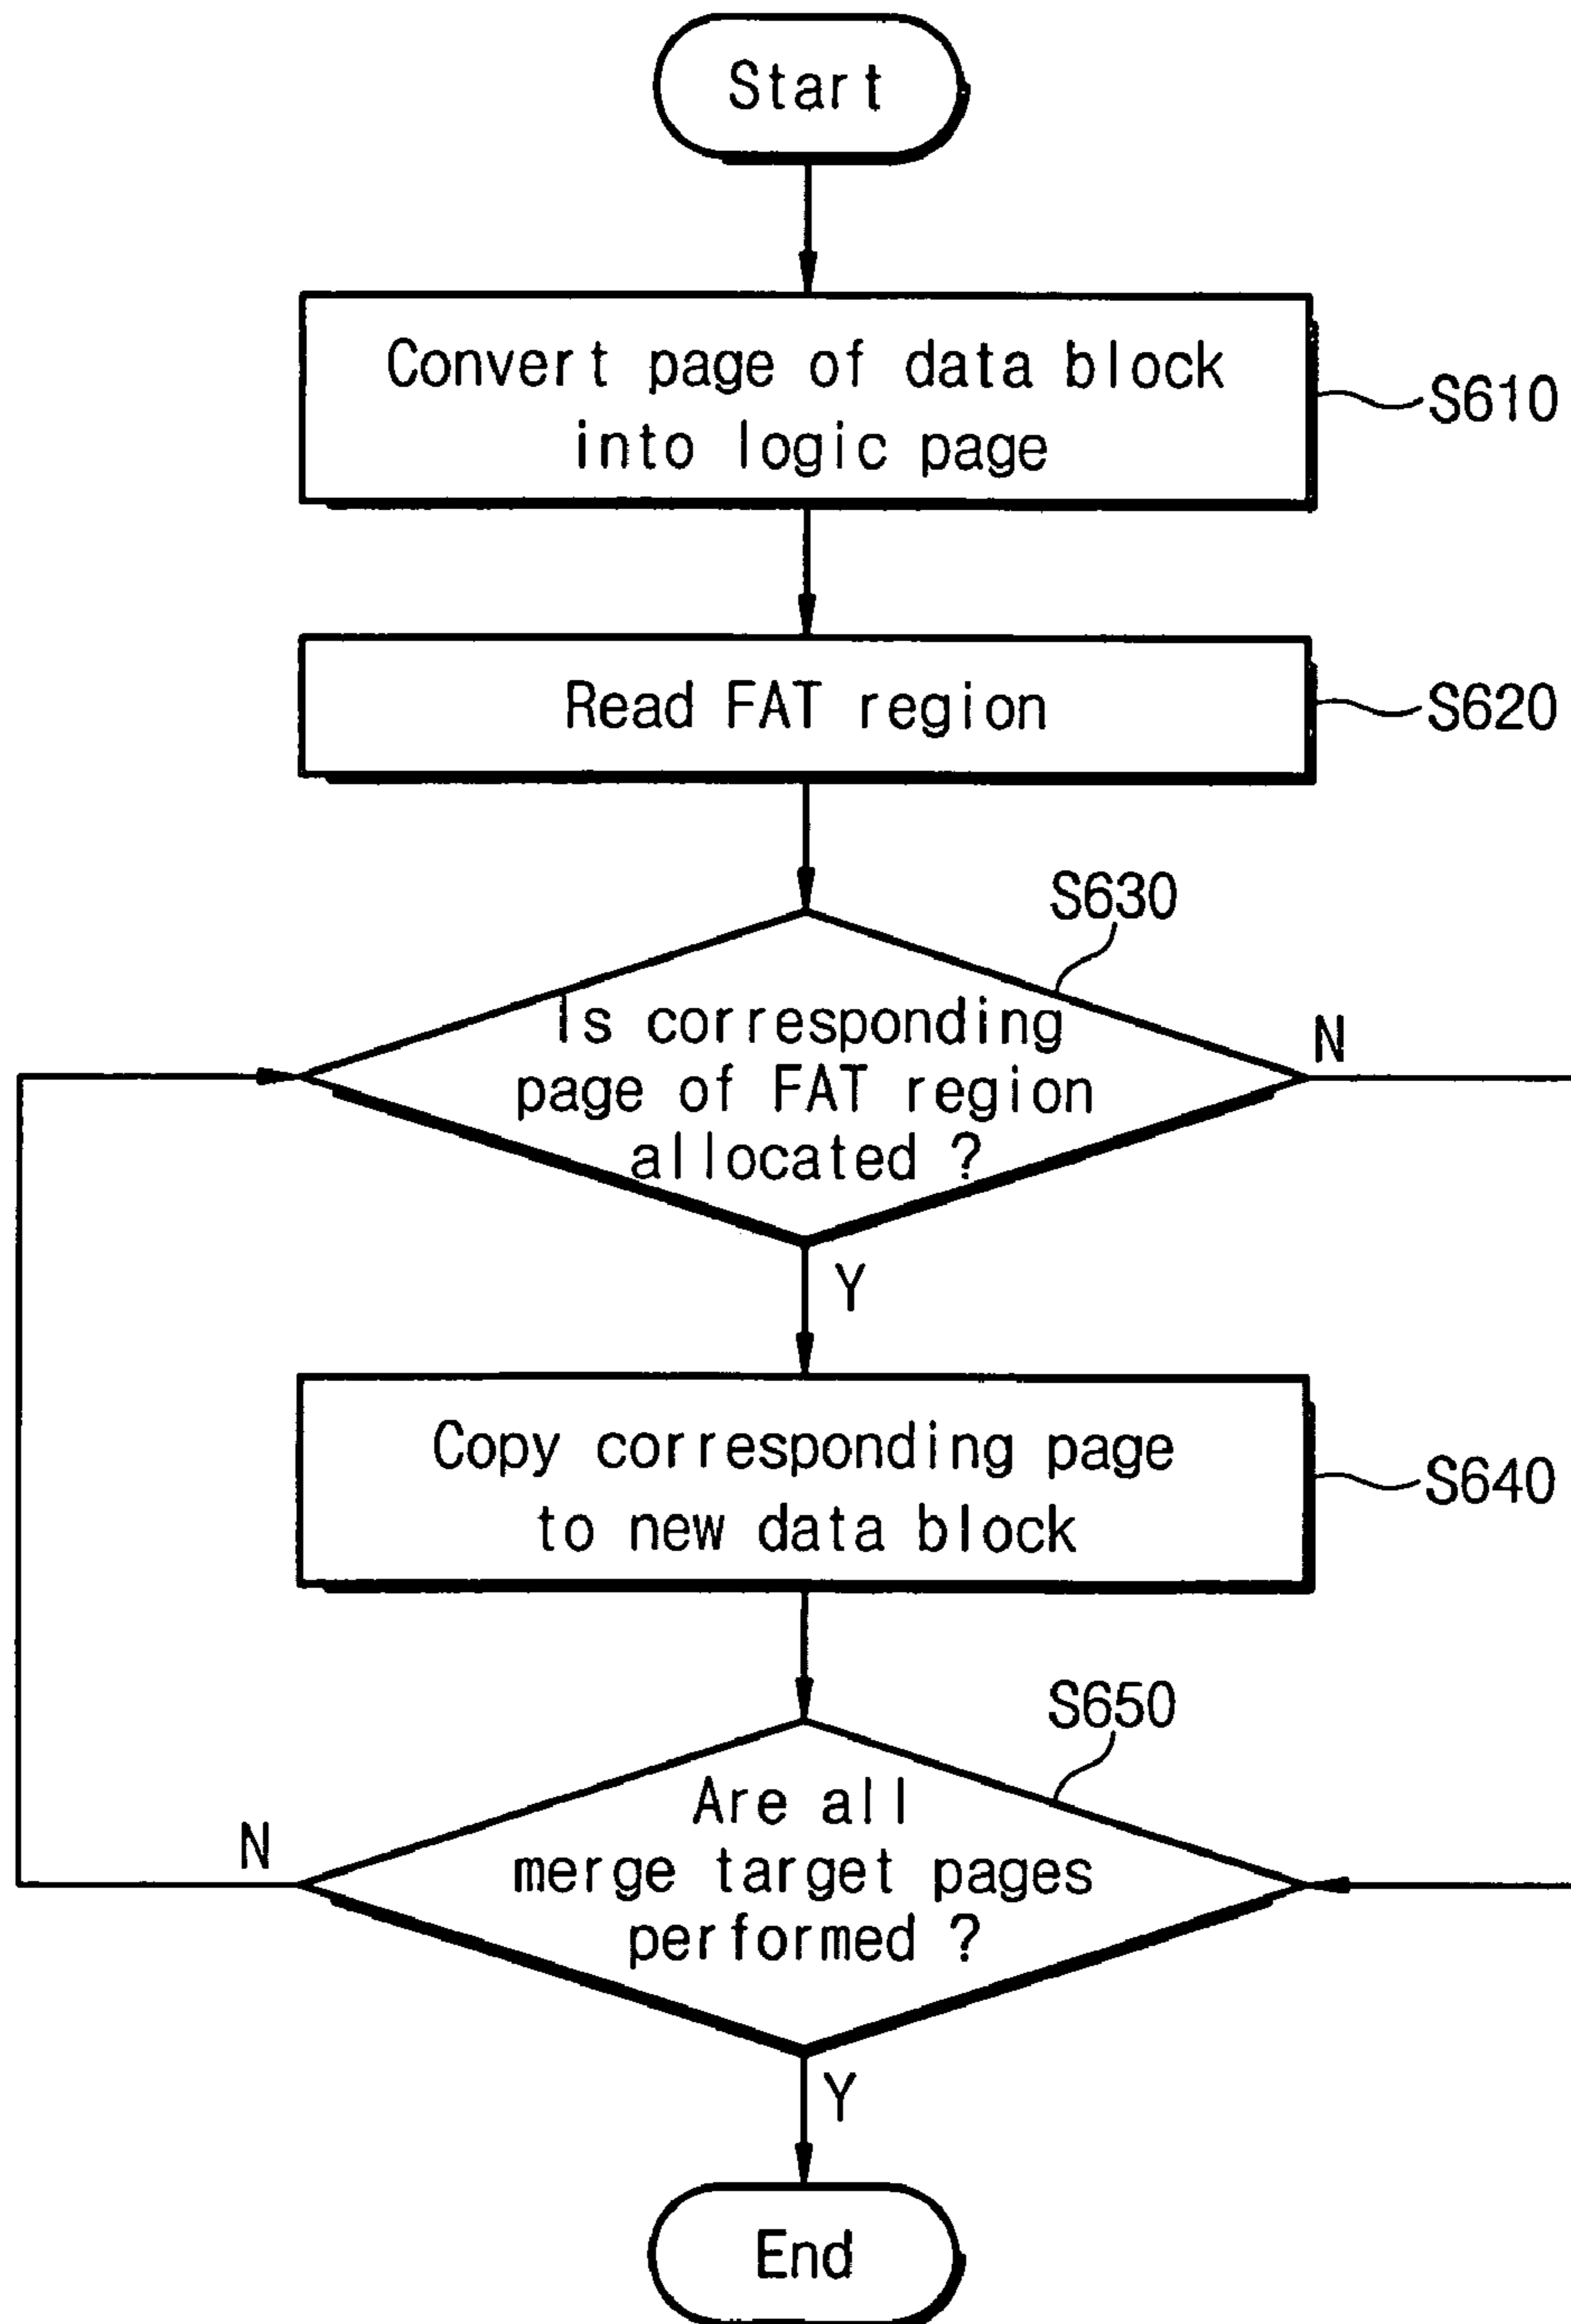 Start
Convert page of data block
into logic page
S610
Read FAT region
S620
S630
Is corresponding
page of FAT region
allocated ?
N
Y
Copy corresponding page
to new data block
S640
S650
Are all
merge target pages
performed ?
N
Y
End